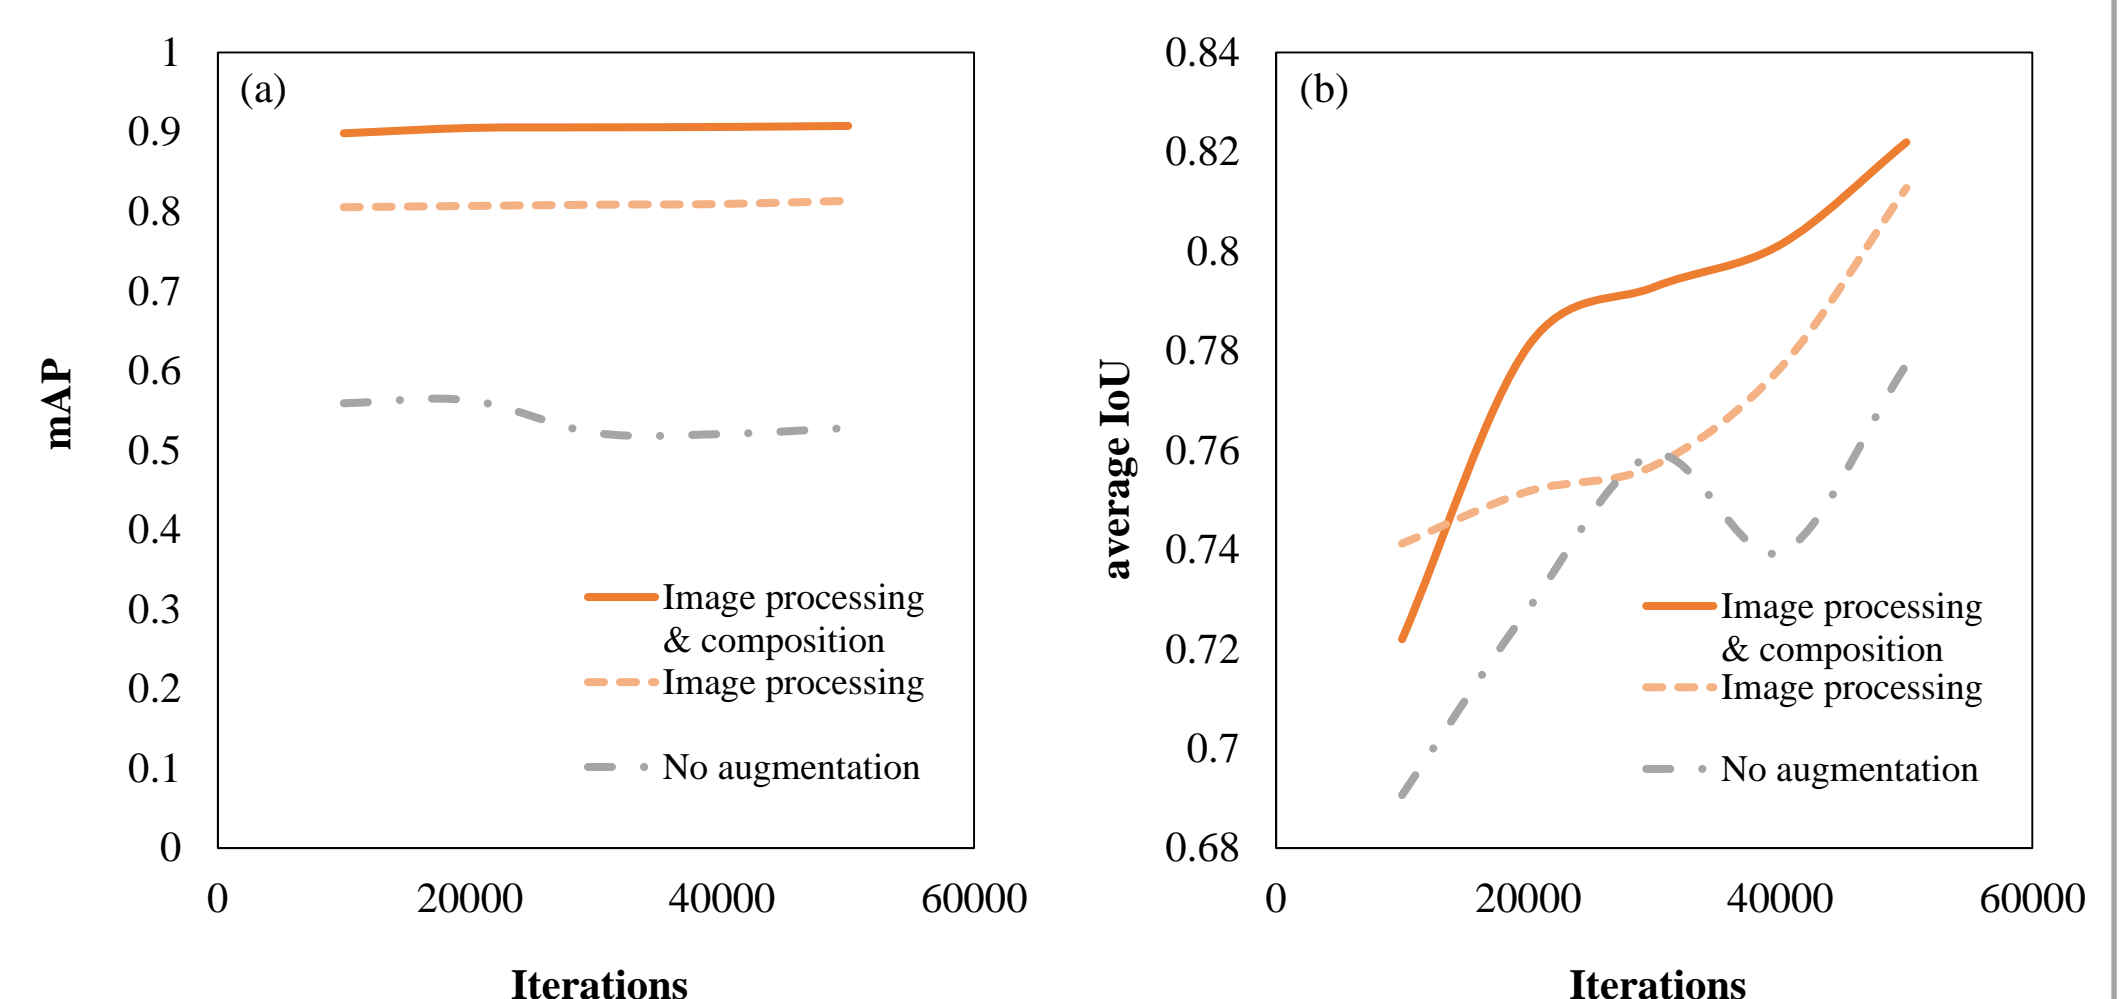 (a)
1
0.9
0.8
0.7
0.6
0.5
0.4
0.3
0.2
0.1
0
mAP
0
20000
40000
60000
Iterations
Image processing
& composition
Image processing
No augmentation
(b)
0.84
0.82
0.8
0.78
0.76
0.74
0.72
0.7
0.68
average IoU
0
20000
40000
60000
Iterations
Image processing
& composition
Image processing
No augmentation